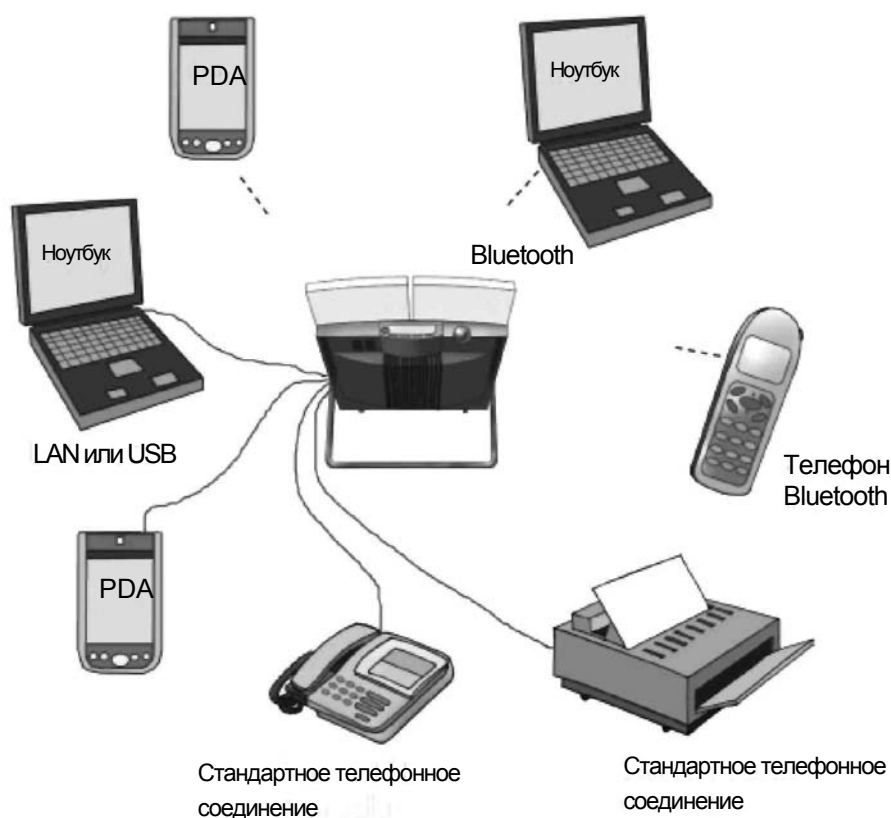 PDA
Ноутбук
Ноутбук
Bluetooth
LAN или USB
Телефон
Bluetooth
PDA
Стандартное телефонное
соединение
Стандартное телефонное
соединение